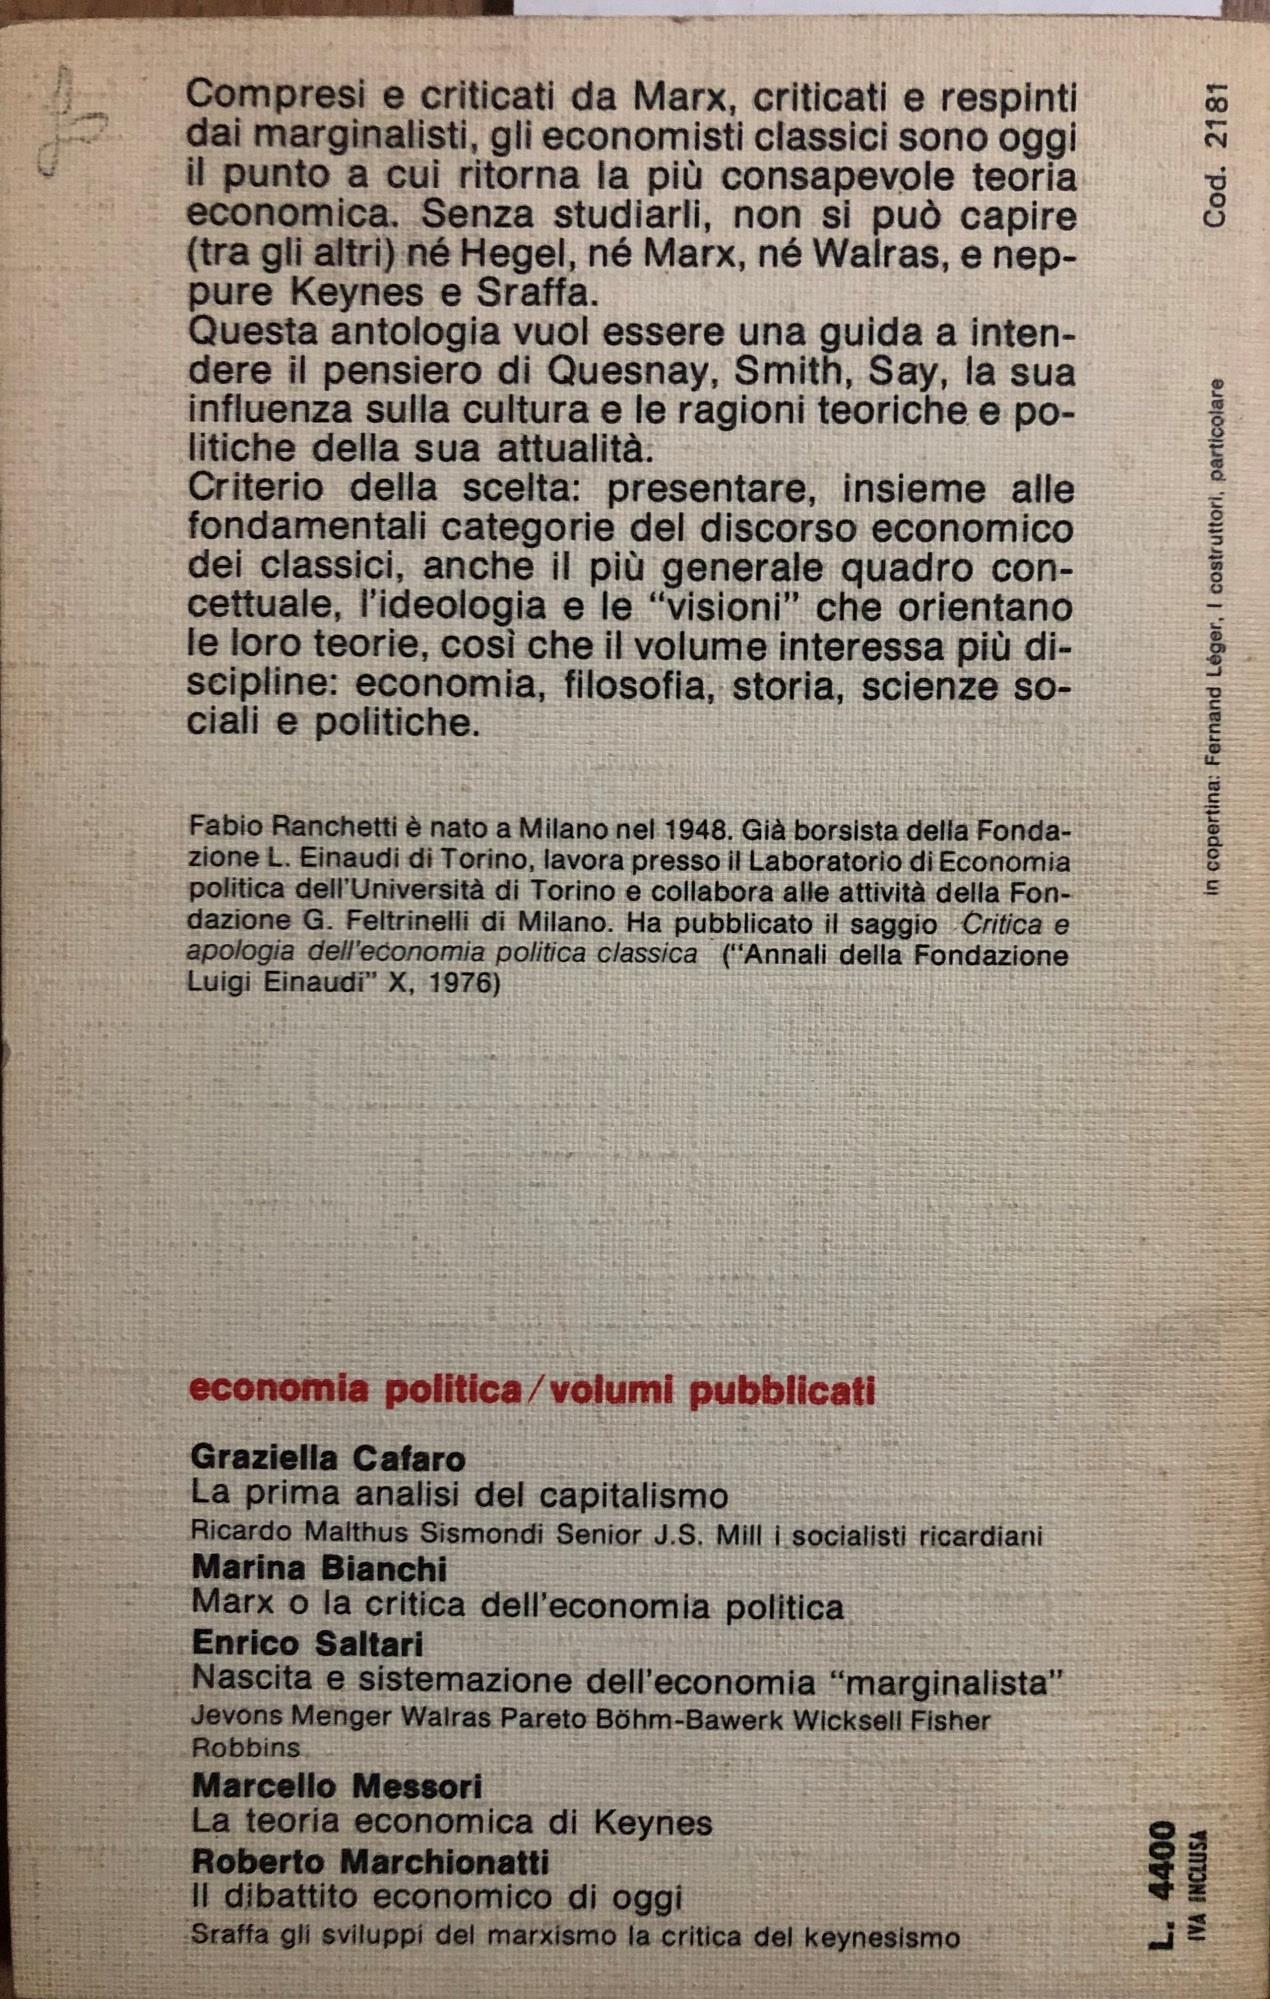 Compresi e criticati da Marx, criticati e respinti
dai marginalisti, gli economisti classici sono oggi
il punto a cui ritorna la più consapevole teoria
economica. Senza studiarli, non si può capire
(tra gli altri) né Hegel, né Marx, né Walras, e nep-
pure Keynes e Sraffa.
Questa antologia vuol essere una guida a inten-
dere il pensiero di Quesnay, Smith, Say, la sua
influenza sulla cultura e le ragioni teoriche e po-
litiche della sua attualità.
Criterio della scelta: presentare, insieme alle
fondamentali categorie del discorso economico
dei classici, anche il più generale quadro con-
cettuale, l'ideologia e le “visioni” che orientano
le loro teorie, così che il volume interessa più di-
scipline: economia, filosofia, storia, scienze so-
ciali e politiche.
Fabio Ranchetti è nato a Milano nel 1948. Già borsista della Fonda-
zione L. Einaudi di Torino, lavora presso il Laboratorio di Economia
politica dell'Università di Torino e collabora alle attività della Fon-
dazione G. Feltrinelli di Milano. Ha pubblicato il saggio Critica e
apologia dell'economia politica classica (“Annali della Fondazione
Luigi Einaudi” X, 1976)
economia politica/volumi pubblicati
Graziella Cafaro
La prima analisi del capitalismo
Ricardo Malthus Sismondi Senior J.S. Mill i socialisti ricardiani
Marina Bianchi
Marx o la critica dell'economia politica
Enrico Saltari
Nascita e sistemazione dell'economia “marginalista”
Jevons Menger Walras Pareto Böhm-Bawerk Wicksell Fisher
Robbins
Marcello Messori
La teoria economica di Keynes
Roberto Marchionatti
Il dibattito economico di oggi
Sraffa gli sviluppi del marxismo la critica del keynesismo
Cod. 2181
In copertina: Fernand Léger, I costruttori, particolare
L. 4400
IVA INCLUSA